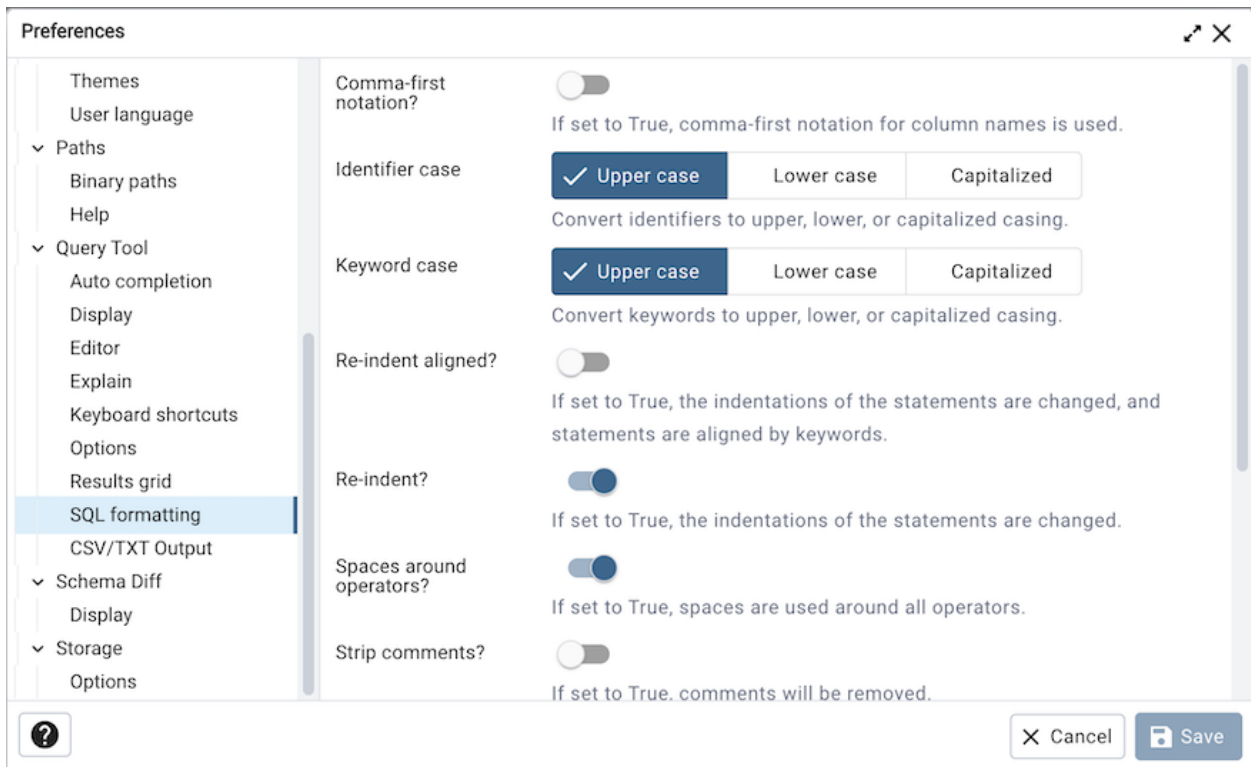 Preferences
Themes
User language
Paths
Binary paths
Help
Query Tool
Auto completion
Display
Editor
Explain
Keyboard shortcuts
Options
Results grid
SQL formatting
CSV/TXT Output
Schema Diff
Display
Storage
Options
Comma-first
notation?
If set to True, comma-first notation for column names is used.
Identifier case
Upper case
Lower case
Capitalized
Convert identifiers to upper, lower, or capitalized casing.
Keyword case
Upper case
Lower case
Capitalized
Convert keywords to upper, lower, or capitalized casing.
Re-indent aligned?
If set to True, the indentations of the statements are changed, and
statements are aligned by keywords.
Re-indent?
If set to True, the indentations of the statements are changed.
Spaces around
operators?
If set to True, spaces are used around all operators.
Strip comments?
If set to True, comments will be removed.
?
Cancel
Save